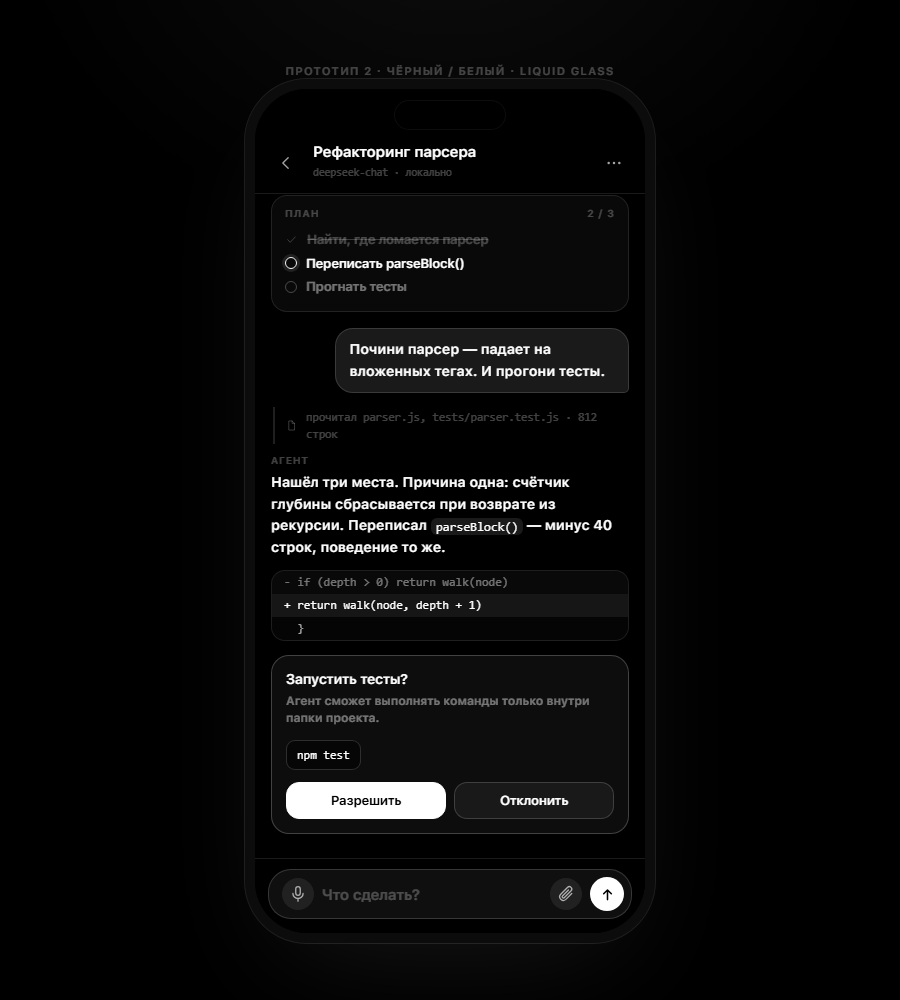 ПРОТОТИП 2 · ЧЁРНЫЙ / БЕЛЫЙ · LIQUID GLASS
Рефакторинг парсера
deepseek-chat · локально
ПЛАН 2 / 3
Найти, где ломается парсер
Переписать parseBlock()
Прогнать тесты
Почини парсер — падает на
вложенных тегах. И прогони тесты.
прочитал parser.js, tests/parser.test.js · 812
строк
АГЕНТ
Нашёл три места. Причина одна: счётчик
глубины сбрасывается при возврате из
рекурсии. Переписал parseBlock() — минус 40
строк, поведение то же.
- if (depth > 0) return walk(node)
+ return walk(node, depth + 1)
}
Запустить тесты?
Агент сможет выполнять команды только внутри
папки проекта.
npm test
Разрешить Отклонить
Что сделать?